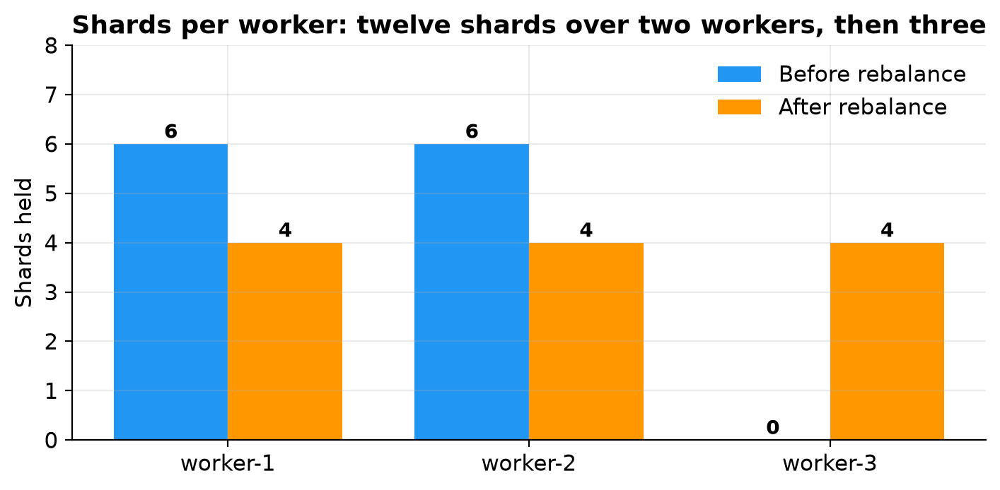 Shards per worker: twelve shards over two workers, then three
8
7
6
5
4
3
2
1
0
Shards held
Before rebalance
After rebalance
6
4
6
4
0
4
worker-1
worker-2
worker-3